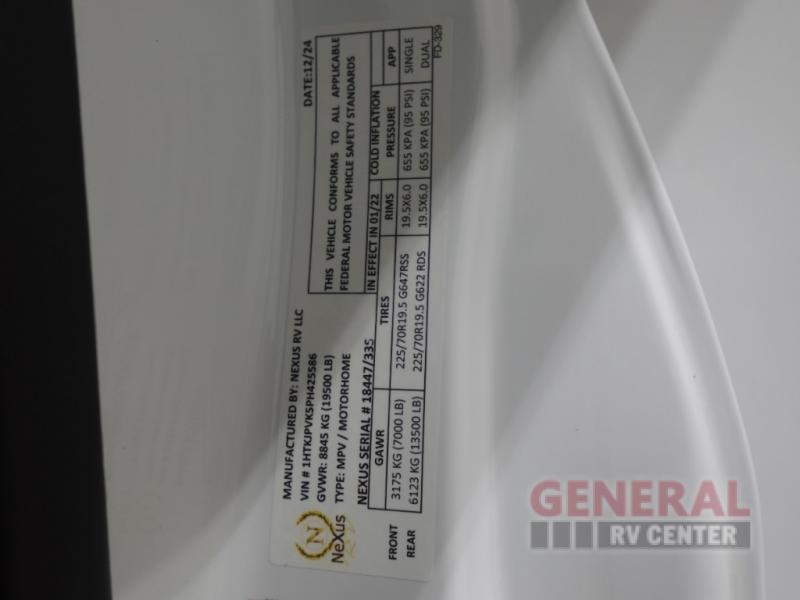 MANUFACTURED BY: NEXUS RV LLC
DATE:12/24
VIN # 1HTKJPVK5PH425586
GVWR: 8845 KG (19500 LB)
TYPE: MPV / MOTORHOME
THIS VEHICLE CONFORMS TO ALL APPLICABLE
FEDERAL MOTOR VEHICLE SAFETY STANDARDS
IN EFFECT IN 01/22
N
NeXus
NEXUS SERIAL # 18447/33S
GAWR TIRES RIMS COLD INFLATION PRESSURE APP
FRONT 3175 KG (7000 LB) 225/70R19.5 G647RSS 19.5X6.0 655 KPA (95 PSI) SINGLE
REAR 6123 KG (13500 LB) 225/70R19.5 G622 RDS 19.5X6.0 655 KPA (95 PSI) DUAL
FD-329
GENERAL
RV CENTER